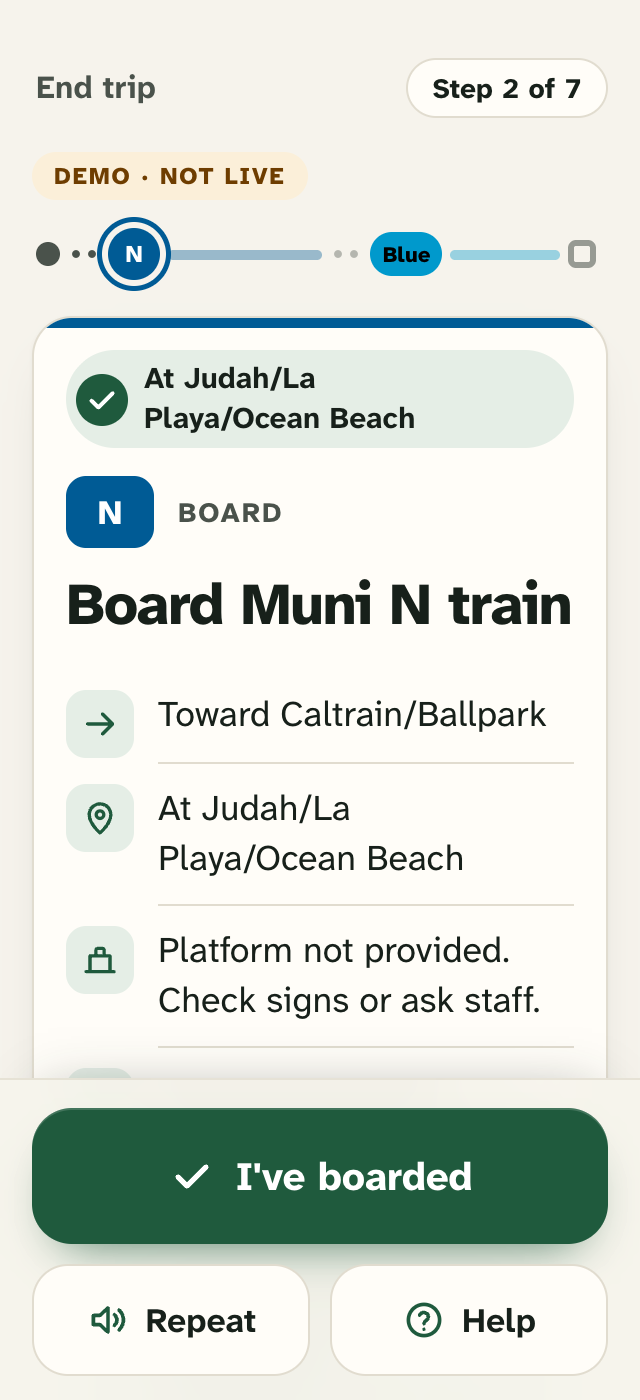 End trip
Step 2 of 7
DEMO · NOT LIVE
N
Blue
At Judah/La
Playa/Ocean Beach
N
BOARD
Board Muni N train
Toward Caltrain/Ballpark
At Judah/La
Playa/Ocean Beach
Platform not provided.
Check signs or ask staff.
I've boarded
Repeat
Help